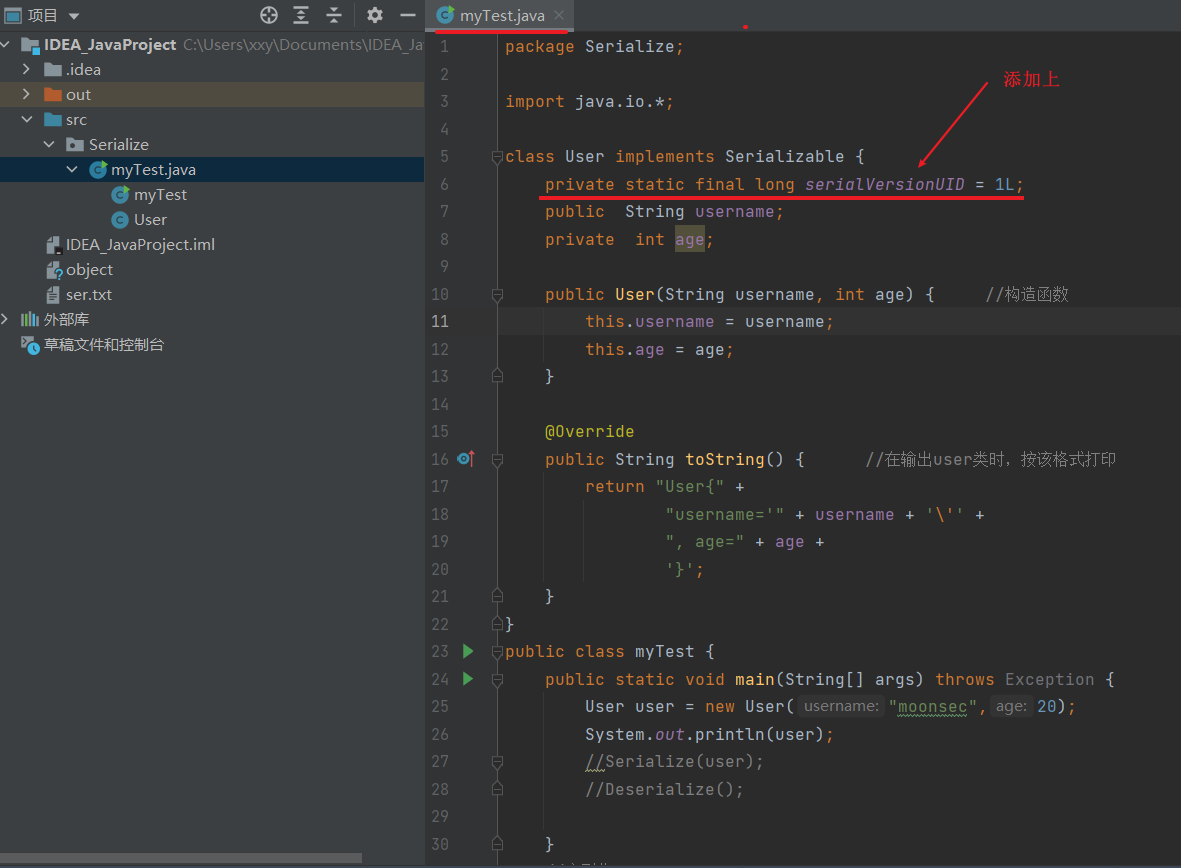 项目
myTest.java
IDEA_JavaProject C:\Users\xxy\Documents\IDEA_Ja
.idea
out
src
Serialize
myTest.java
myTest
User
IDEA_JavaProject.iml
object
ser.txt
外部库
草稿文件和控制台
添加上
1 package Serialize;
2
3 import java.io.*;
4
5 class User implements Serializable {
6 private static final long serialVersionUID = 1L;
7 public  String username;
8 private  int age;
9
10 public User(String username, int age) {     //构造函数
11 this.username = username;
12 this.age = age;
13 }
14
15 @Override
16 public String toString() {      //在输出user类时，按该格式打印
17 return "User{" +
18 "username='" + username + '\'' +
19 ", age=" + age +
20 '}';
21 }
22 }
23 public class myTest {
24 public static void main(String[] args) throws Exception {
25 User user = new User( username: "moonsec", age: 20);
26 System.out.println(user);
27 //Serialize(user);
28 //Deserialize();
29
30 }